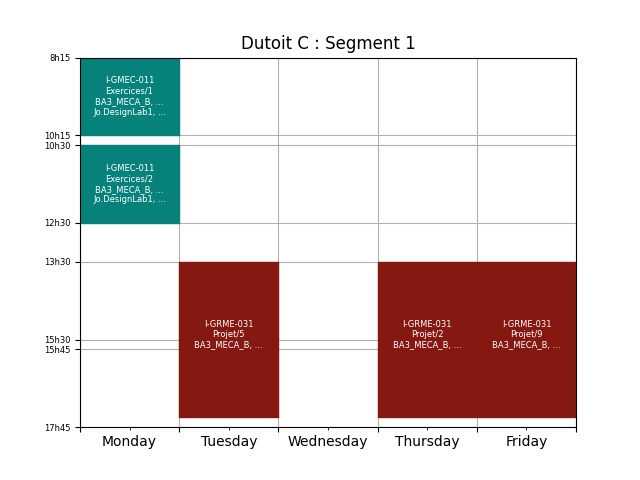 Dutoit C : Segment 1
8h15
10h15
10h30
12h30
13h30
15h30
15h45
17h45
I-GMEC-011
Exercices/1
BA3_MECA_B, ...
Jo.DesignLab1, ...
I-GMEC-011
Exercices/2
BA3_MECA_B, ...
Jo.DesignLab1, ...
I-GRME-031
Projet/5
BA3_MECA_B, ...
I-GRME-031
Projet/2
BA3_MECA_B, ...
I-GRME-031
Projet/9
BA3_MECA_B, ...
Monday
Tuesday
Wednesday
Thursday
Friday